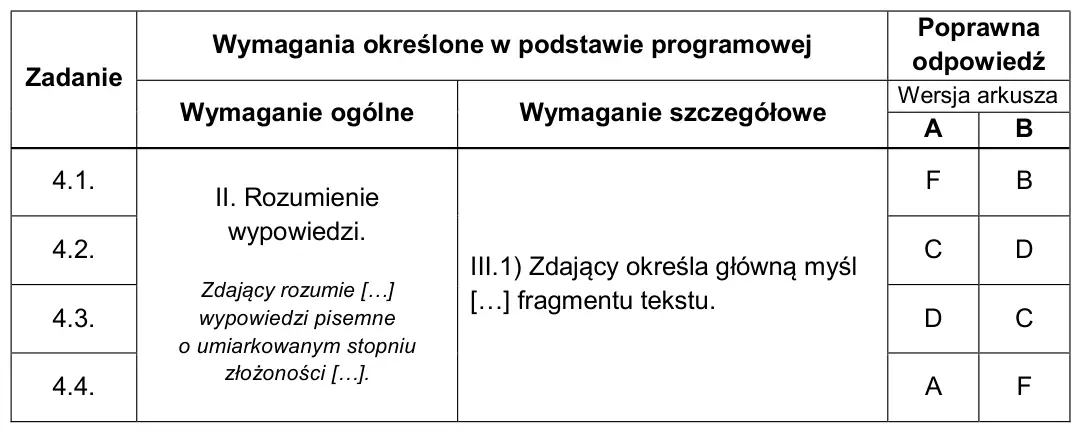 Zadanie
Wymagania określone w podstawie programowej
Poprawna
odpowiedź
Wymaganie ogólne
Wymaganie szczegółowe
Wersja arkusza
A
B
4.1.
II. Rozumienie
wypowiedzi.
Zdający rozumie […]
wypowiedzi pisemne
o umiarkowanym stopniu
złożoności […].
III.1) Zdający określa główną myśl
[…] fragmentu tekstu.
F
B
4.2.
C
D
4.3.
D
C
4.4.
A
F